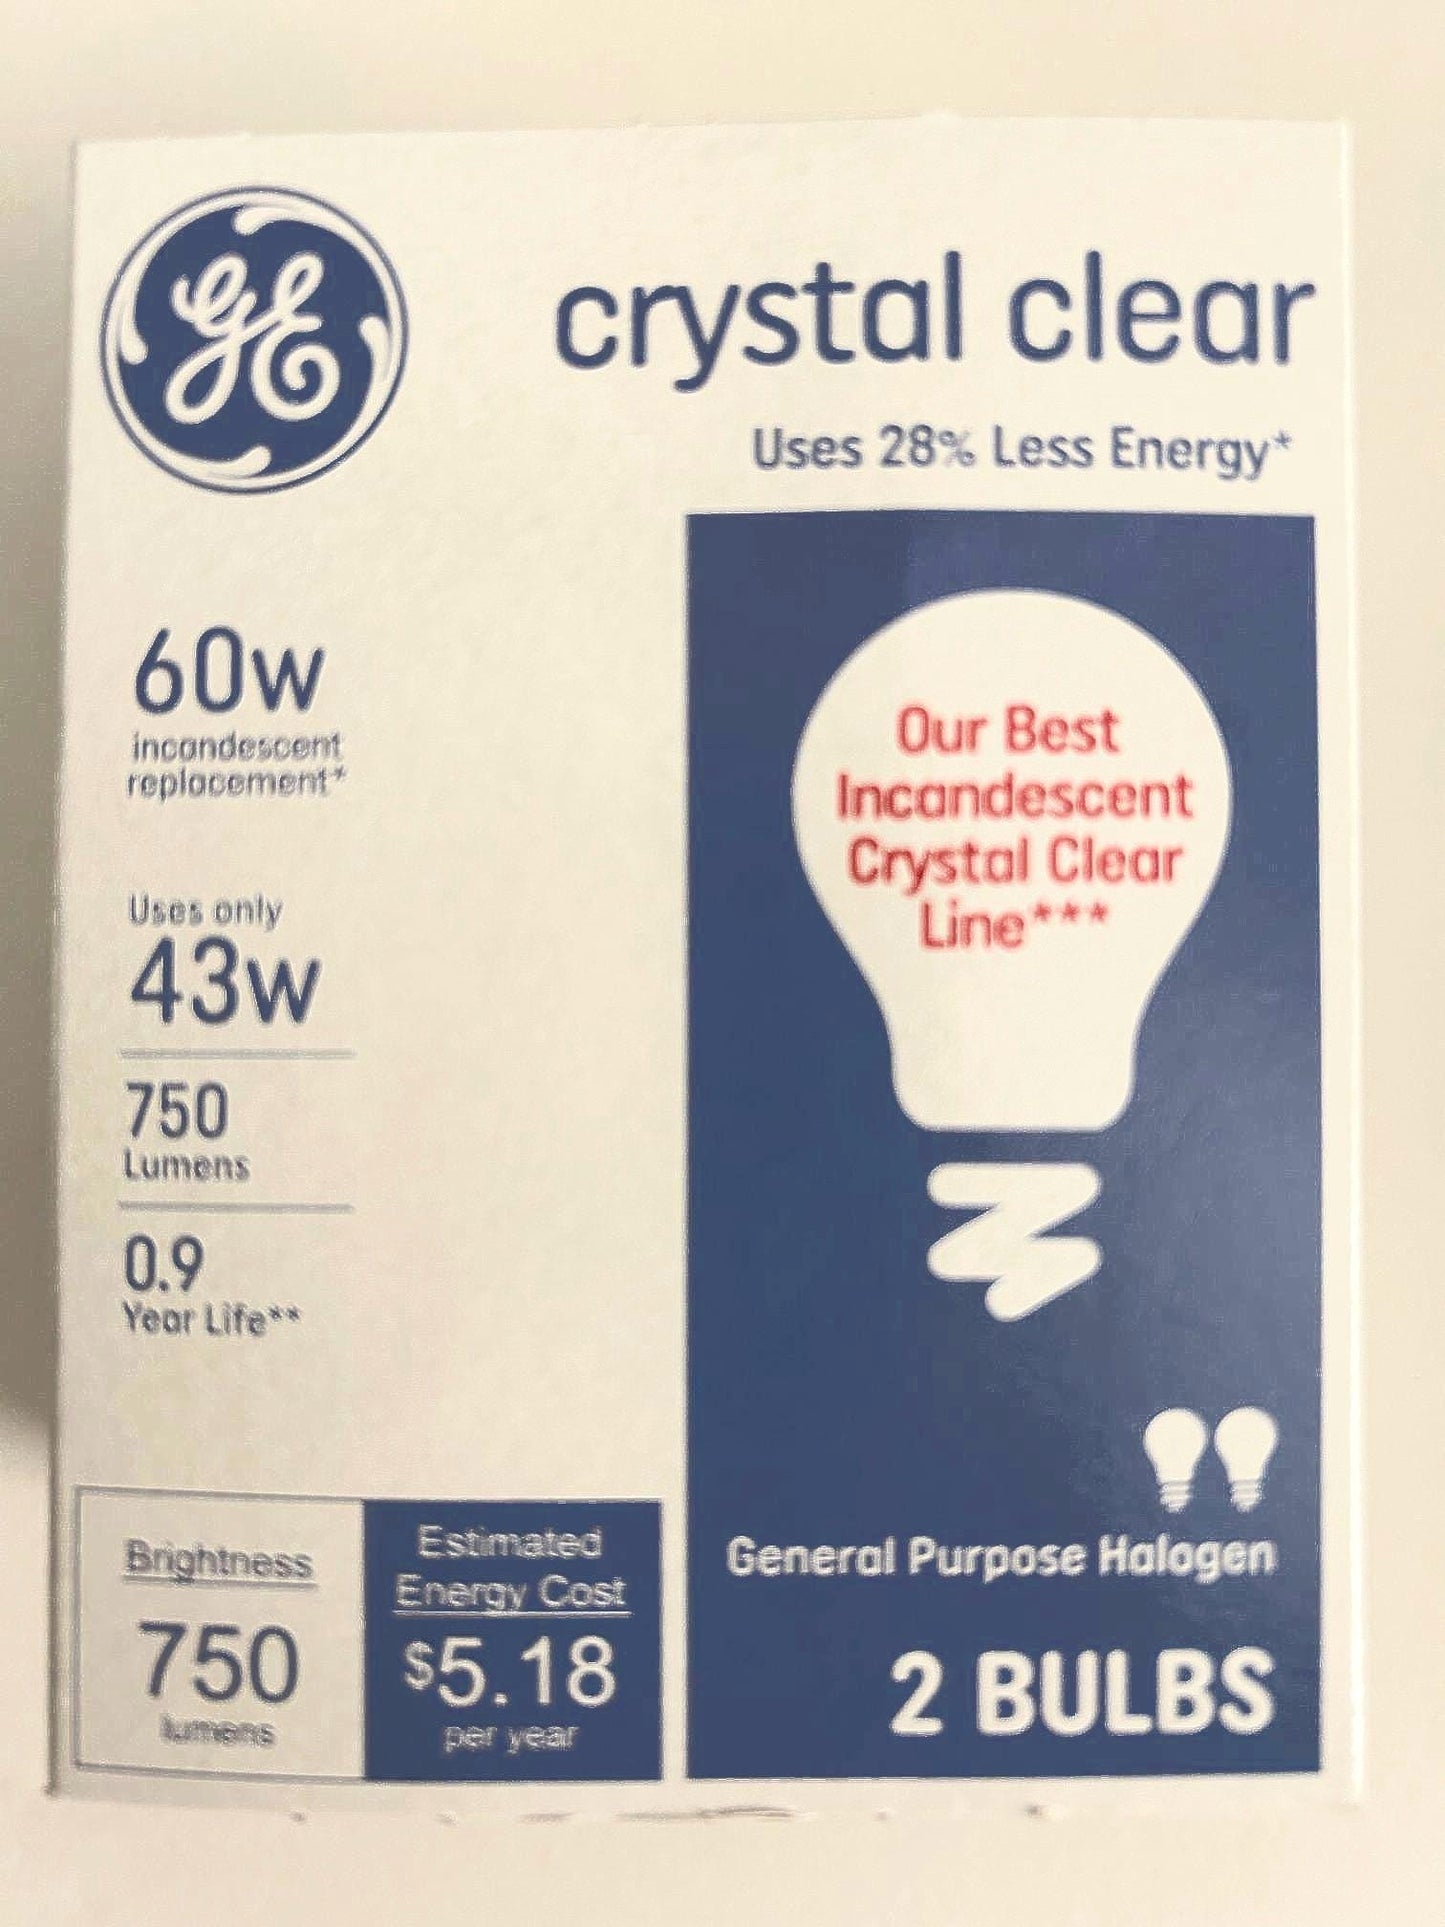 GE
crystal clear
Uses 28% Less Energy*
60w
incandescent
replacement*
Uses only
43w
750
Lumens
0.9
Year Life**
Our Best
Incandescent
Crystal Clear
Line***
General Purpose Halogen
2 BULBS
Brightness
750
lumens
Estimated
Energy Cost
$5.18
per year